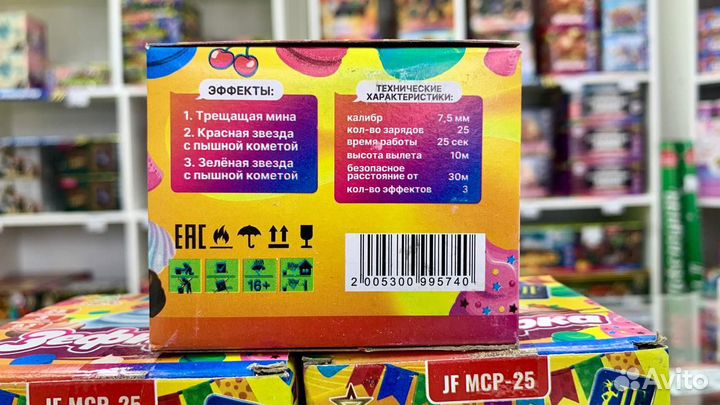 ЭФФЕКТЫ:
1. Трещащая мина
2. Красная звезда
с пышной кометой
3. Зелёная звезда
с пышной кометой
ТЕХНИЧЕСКИЕ
ХАРАКТЕРИСТИКИ:
калибр 7,5 мм
кол-во зарядов 25
время работы 25 сек
высота вылета 10м
безопасное
расстояние от 30м
кол-во эффектов 3
EAC
16+
2 005300 995740
JF MCP-25
JF MCP-25
Avito